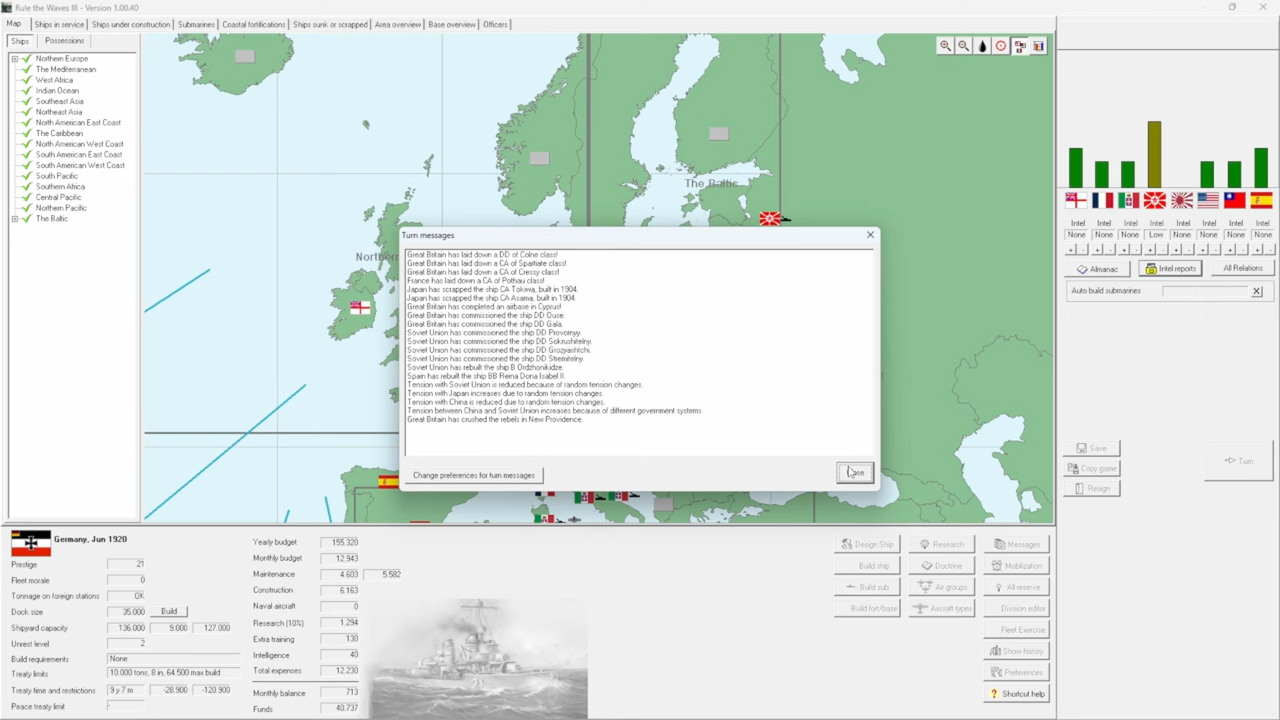 Rule the Waves III - Version 1.00.40
Map
Ships in service
Ships under construction
Submarines
Coastal fortifications
Ships sunk or scrapped
Area overview
Base overview
Officers
Ships
Possessions
Northern Europe
The Mediterranean
West Africa
Indian Ocean
Southeast Asia
Northeast Asia
North American East Coast
The Caribbean
North American West Coast
South American East Coast
South American West Coast
South Pacific
Southern Africa
Central Pacific
Northern Pacific
The Baltic
The Baltic
North
Turn messages
Great Britain has laid down a DD of Colne class!
Great Britain has laid down a CA of Spartiate class!
Great Britain has laid down a CA of Cressy class!
France has laid down a CA of Pothau class!
Japan has scrapped the ship CA Tokiwa, built in 1904.
Japan has scrapped the ship CA Asama, built in 1904.
Great Britain has completed an airbase in Cyprus!
Great Britain has commissioned the ship DD Ouse.
Great Britain has commissioned the ship DD Gala.
Soviet Union has commissioned the ship DD Provornyy.
Soviet Union has commissioned the ship DD Sokrushitelny.
Soviet Union has commissioned the ship DD Grozyashtchi.
Soviet Union has commissioned the ship DD Stremitelny.
Soviet Union has rebuilt the ship B Ordzhonikidze.
Spain has rebuilt the ship BB Reina Dona Isabel II.
Tension with Soviet Union is reduced because of random tension changes.
Tension with Japan increases due to random tension changes.
Tension with China is reduced due to random tension changes.
Tension between China and Soviet Union increases because of different government systems.
Great Britain has crushed the rebels in New Providence.
Change preferences for turn messages
Intel Intel Intel Intel Intel Intel Intel Intel
None None None Low None None None None
+ - + - + - + - + - + - + - + -
Almanac
Intel reports
All Relations
Auto build submarines
Save
Copy game
Resign
Turn
Germany, Jun 1920
Prestige 21
Fleet morale 0
Tonnage on foreign stations OK
Dock size 35.000 Build
Shipyard capacity 136.000 9.000 127.000
Unrest level 2
Build requirements None
Treaty limits 10.000 tons, 8 in, 64.500 max build
Treaty time and restrictions 9 y 7 m -28.900 -120.900
Peace treaty limit -
Yearly budget 155.320
Monthly budget 12.943
Maintenance 4.603 5.582
Construction 6.163
Naval aircraft 0
Research (10%) 1.294
Extra training 130
Intelligence 40
Total expenses 12.230
Monthly balance 713
Funds 40.737
Design Ship
Research
Messages
Build ship
Doctrine
Mobilization
Build sub
Air groups
All reserve
Build fort/base
Aircraft types
Division editor
Fleet Exercise
Show history
Preferences
? Shortcut help